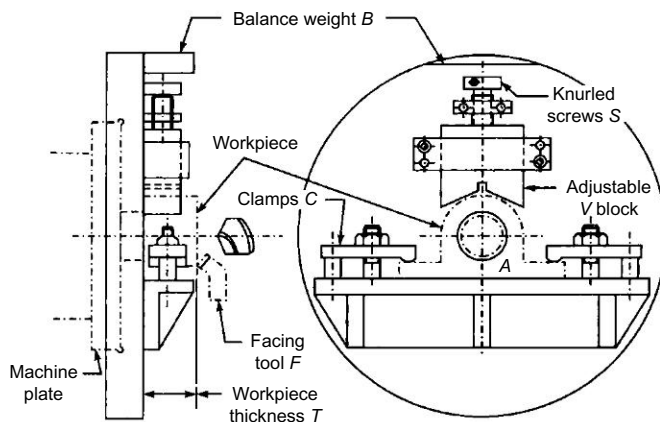 Balance weight B
Knurled
screws S
Workpiece
Clamps C
Adjustable
V block
A
Facing
tool F
Machine
plate
Workpiece
thickness T